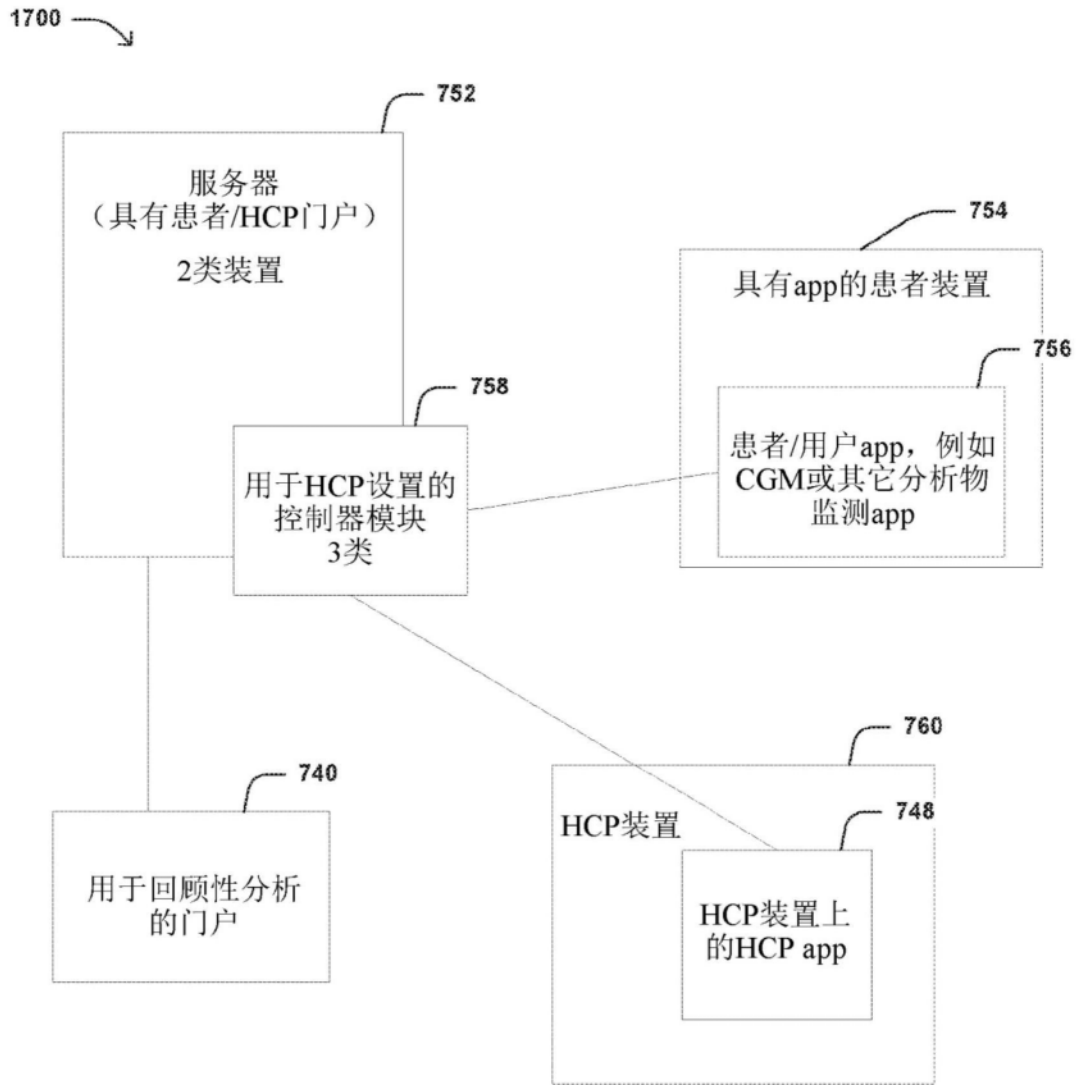 1700
752
服务器
（具有患者/HCP门户）
2类装置
754
具有app的患者装置
756
患者/用户app，例如
CGM或其它分析物
监测app
758
用于HCP设置的
控制器模块
3类
740
用于回顾性分析
的门户
760
HCP装置
748
HCP装置上
的HCP app